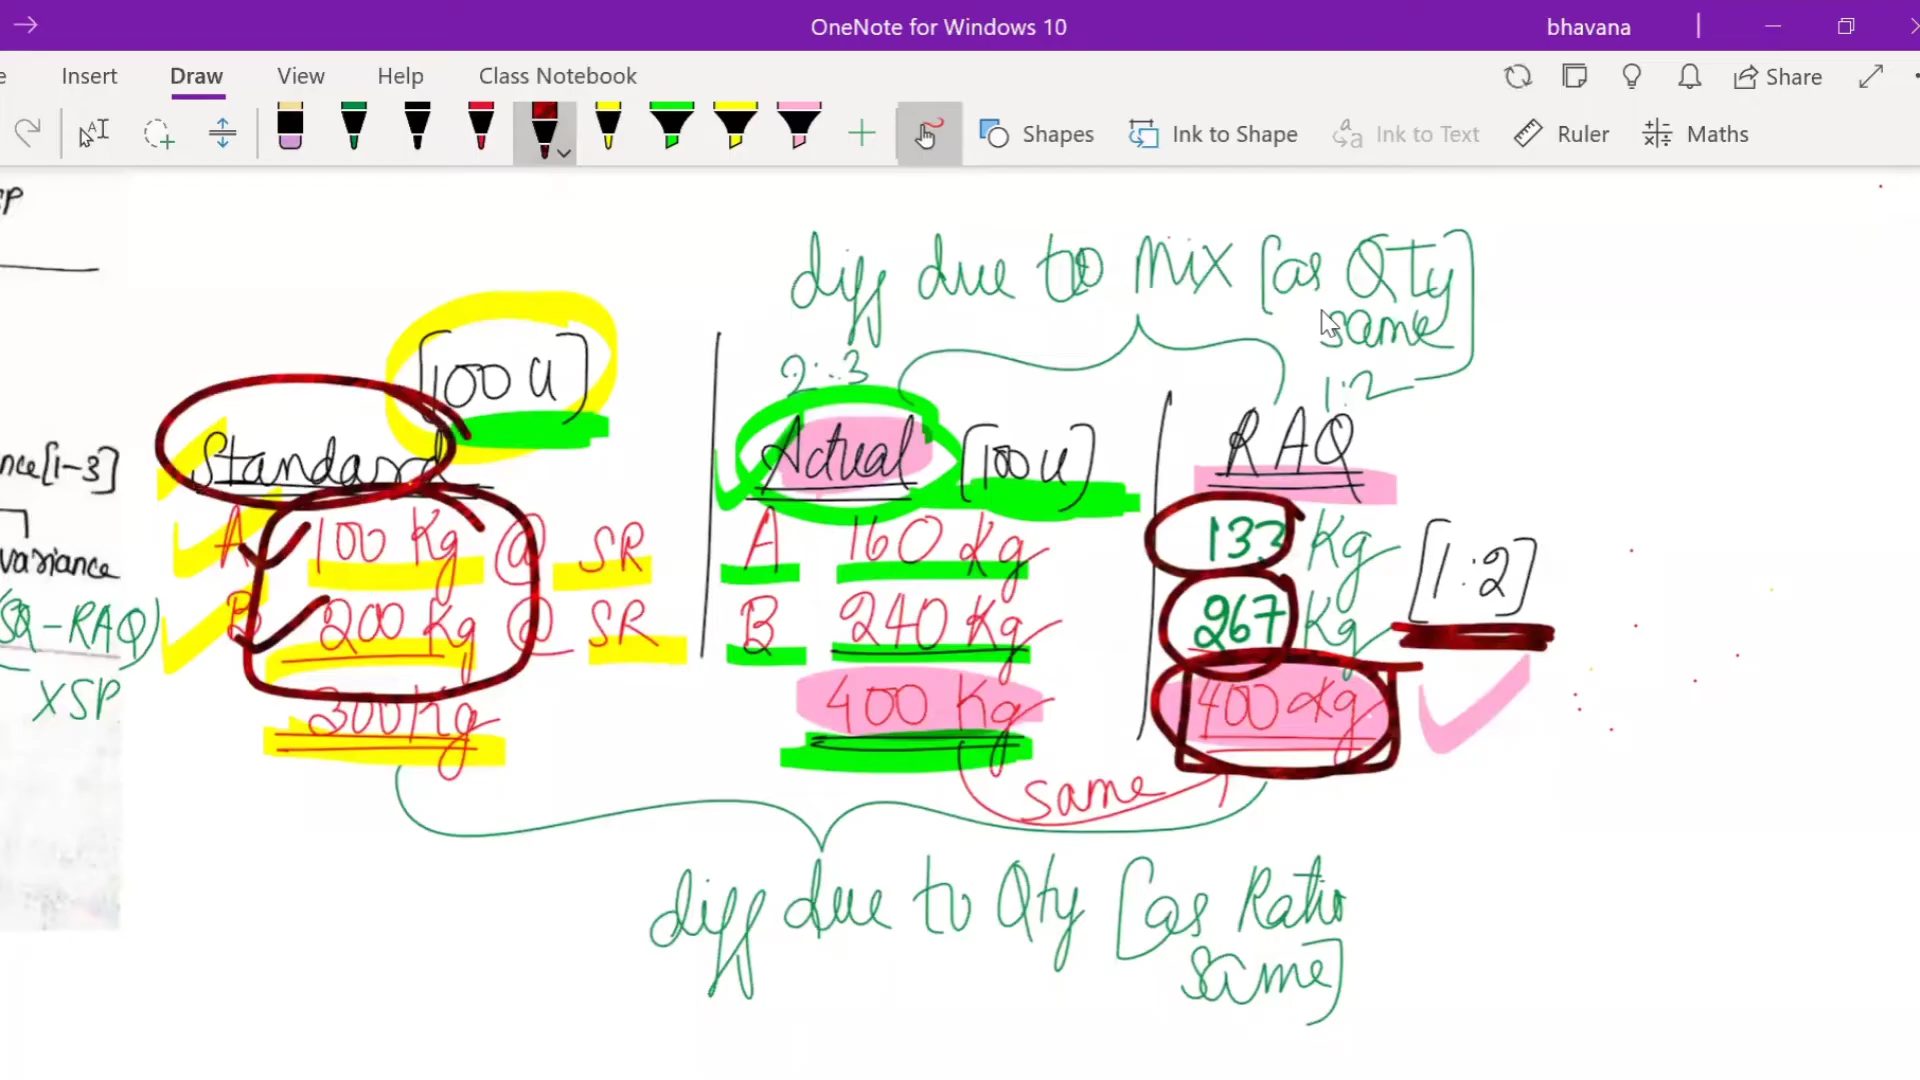 OneNote for Windows 10
bhavana
Insert Draw View Help Class Notebook
Share
Shapes Ink to Shape Ink to Text Ruler Maths
SP
diff due to Mix [as Qty same]
[100 u]
2:3
1:2
Standard
Actual [100 u]
RAQ
nce[1-3]
A 100 Kg @ SR
A 160 Kg
133 Kg
[1:2]
variance
B 200 Kg @ SR
B 240 Kg
267 Kg
(SQ-RAQ)
XSP
300 Kg
400 Kg
400 Kg
same
diff due to Qty [as Ratio
same]